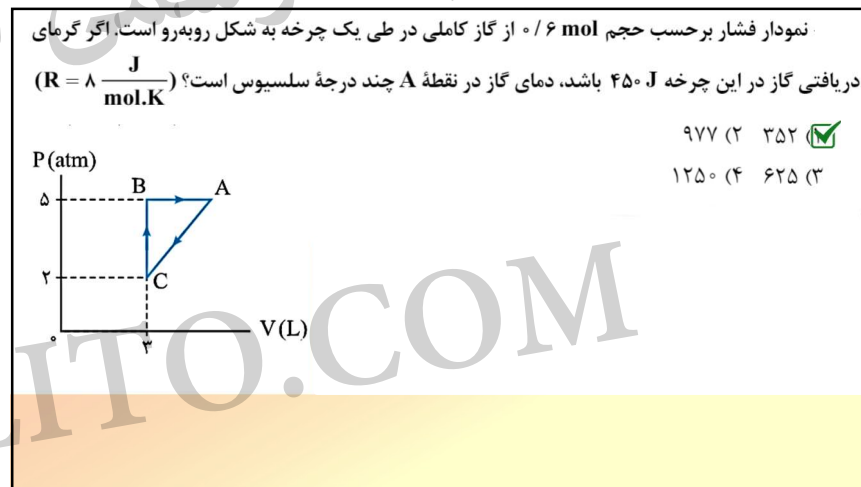 نمودار فشار برحسب حجم ۰/۶ mol از گاز کاملی در طی یک چرخه به شکل روبه‌رو است. اگر گرمای
دریافتی گاز در این چرخه ۴۵۰ J باشد، دمای گاز در نقطهٔ A چند درجهٔ سلسیوس است؟ (R = ۸ J/mol.K)
۳۵۲ ۲) ۹۷۷
۳) ۶۲۵ ۴) ۱۲۵۰
P(atm)
۵ B A
۲ C
۰ ۳ V(L)
LITO.COM